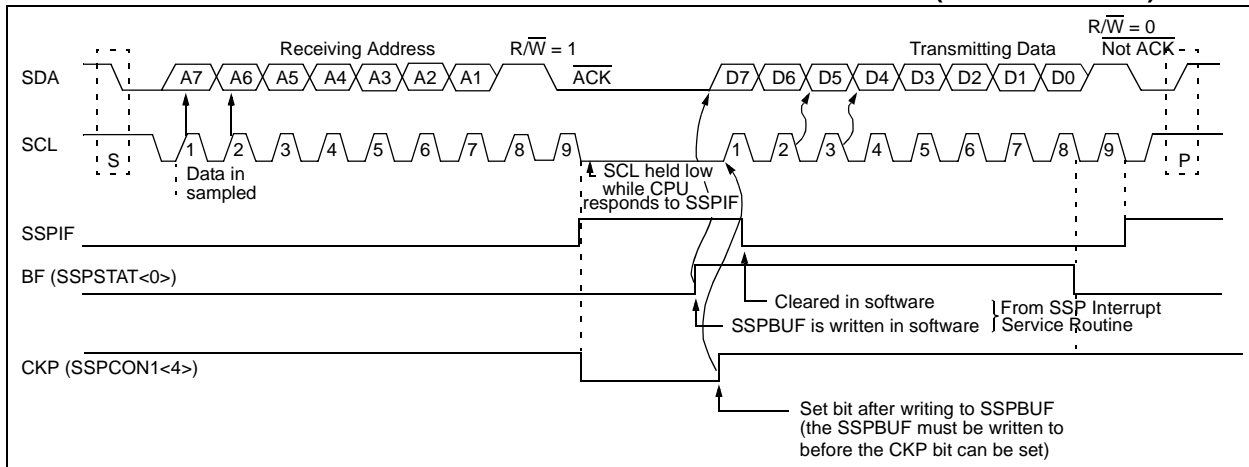 R/W = 0
Receiving Address
R/W = 1
Transmitting Data
Not ACK
SDA
A7 A6 A5 A4 A3 A2 A1
ACK
D7 D6 D5 D4 D3 D2 D1 D0
SCL
S
1 2 3 4 5 6 7 8 9
1 2 3 4 5 6 7 8 9
P
Data in
sampled
SCL held low
while CPU
responds to SSPIF
SSPIF
BF (SSPSTAT<0>)
Cleared in software
SSPBUF is written in software
From SSP Interrupt
Service Routine
CKP (SSPCON1<4>)
Set bit after writing to SSPBUF
(the SSPBUF must be written to
before the CKP bit can be set)